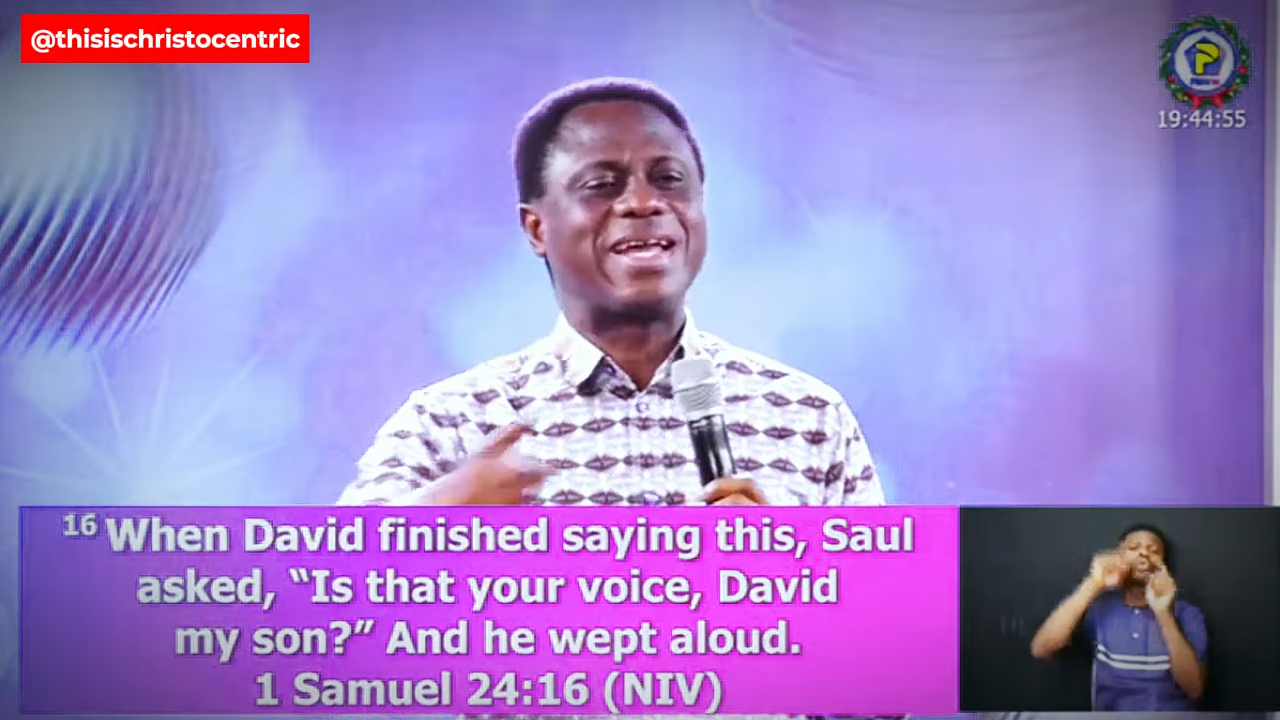 @thisischristocentric
P
19:44:55
16 When David finished saying this, Saul
asked, “Is that your voice, David
my son?” And he wept aloud.
1 Samuel 24:16 (NIV)